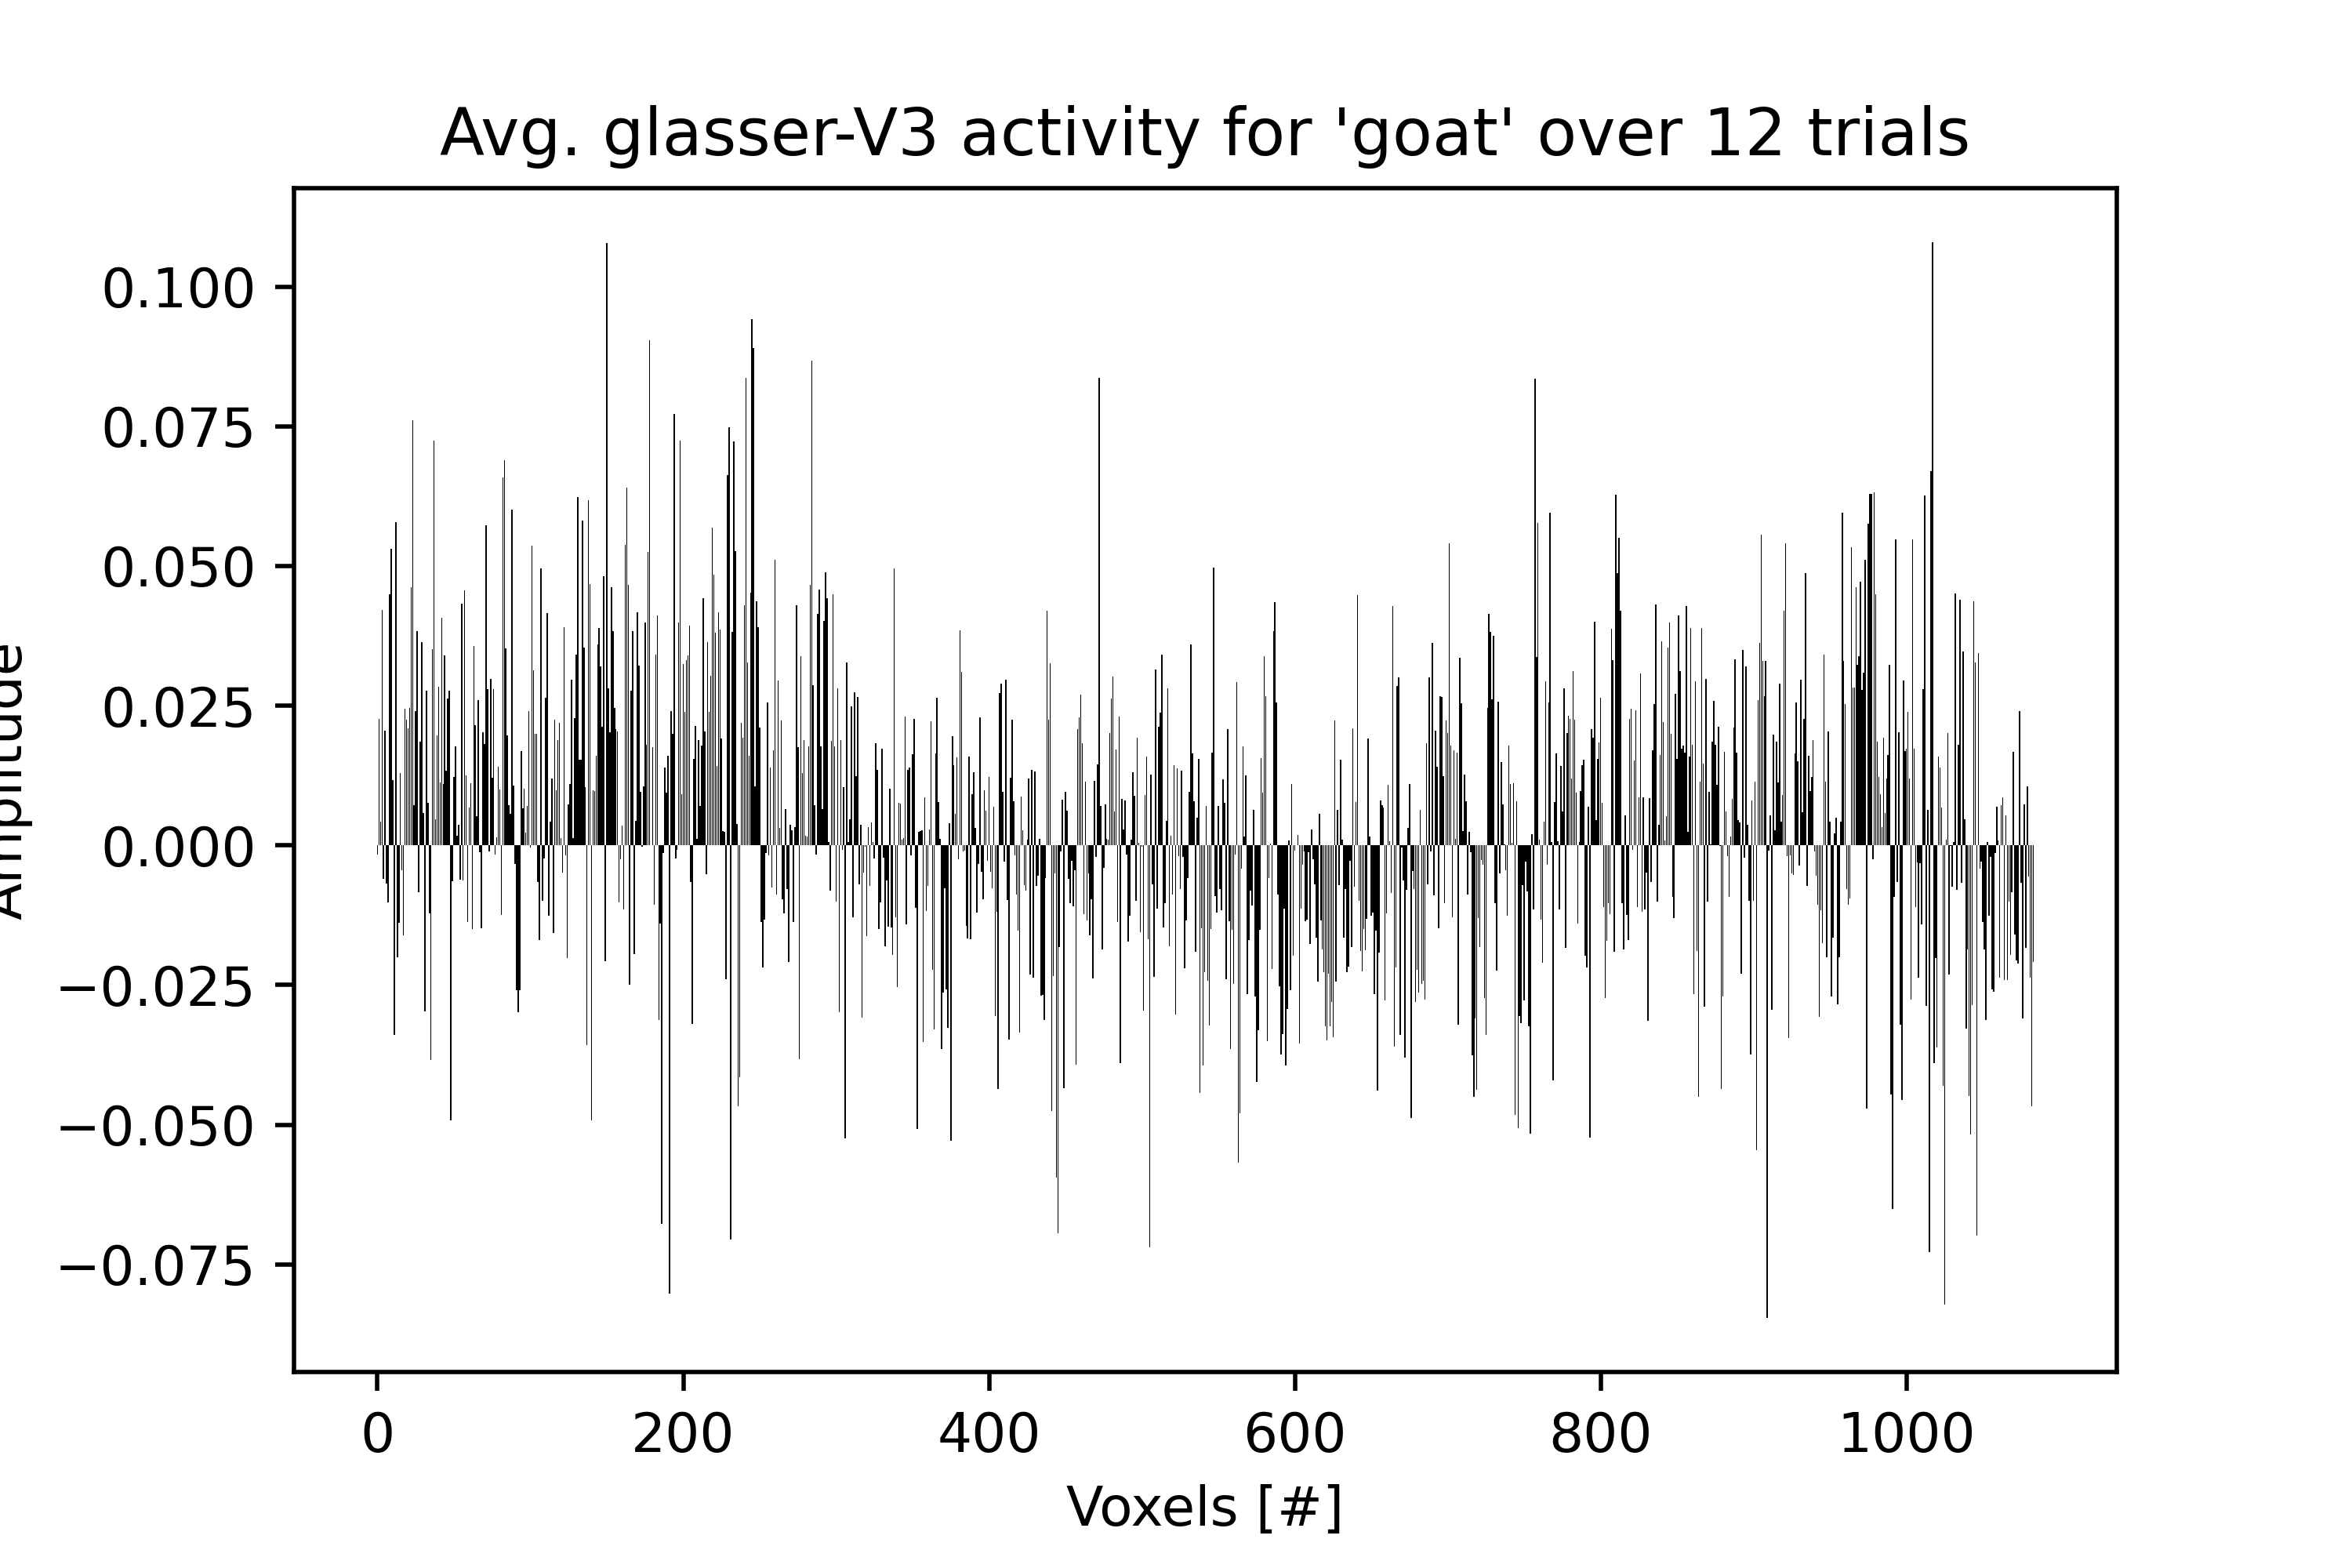 Avg. glasser-V3 activity for 'goat' over 12 trials
0.100
0.075
0.050
0.025
0.000
−0.025
−0.050
−0.075
Amplitude
0 200 400 600 800 1000
Voxels [#]